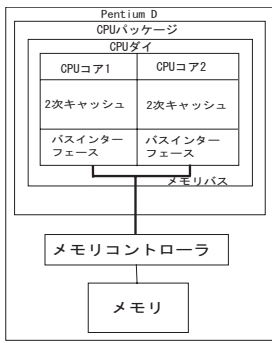 Pentium D
CPUパッケージ
CPUダイ
CPUコア1
CPUコア2
2次キャッシュ
2次キャッシュ
バスインター
フェース
バスインター
フェース
メモリバス
メモリコントローラ
メモリ